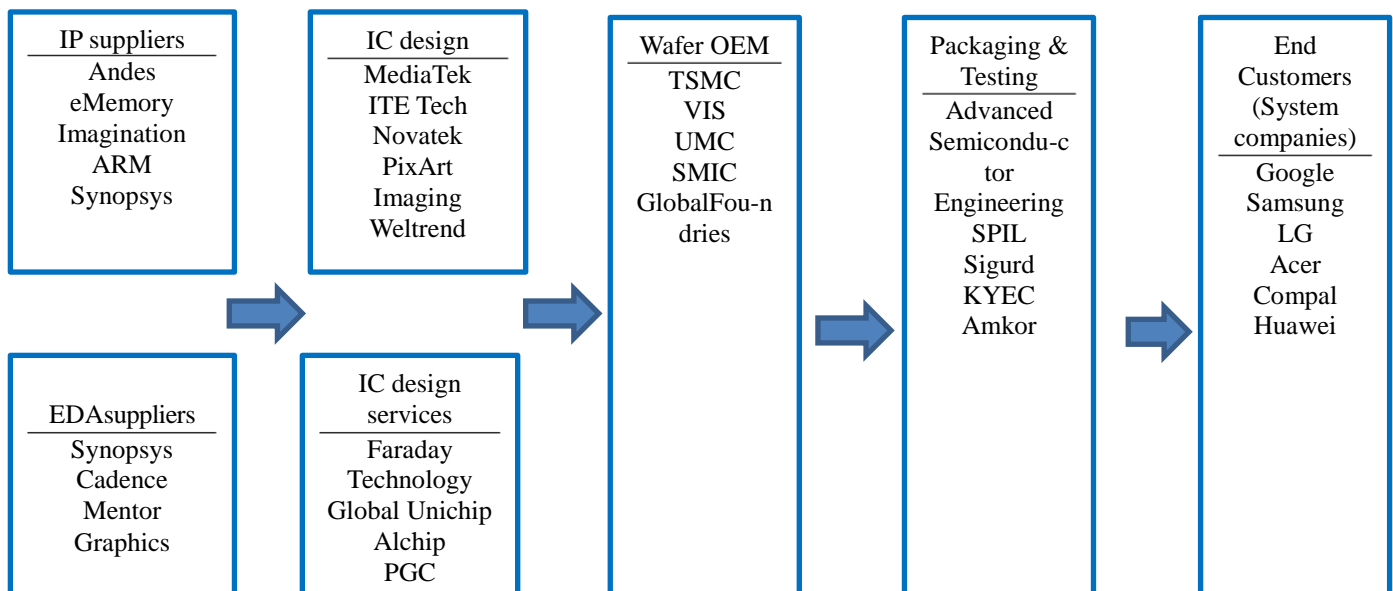 IP suppliers
Andes
eMemory
Imagination
ARM
Synopsys
EDAsuppliers
Synopsys
Cadence
Mentor
Graphics
IC design
MediaTek
ITE Tech
Novatek
PixArt
Imaging
Weltrend
IC design
services
Faraday
Technology
Global Unichip
Alchip
PGC
Wafer OEM
TSMC
VIS
UMC
SMIC
GlobalFou-n
dries
Packaging &
Testing
Advanced
Semicondu-c
tor
Engineering
SPIL
Sigurd
KYEC
Amkor
End
Customers
(System
companies)
Google
Samsung
LG
Acer
Compal
Huawei